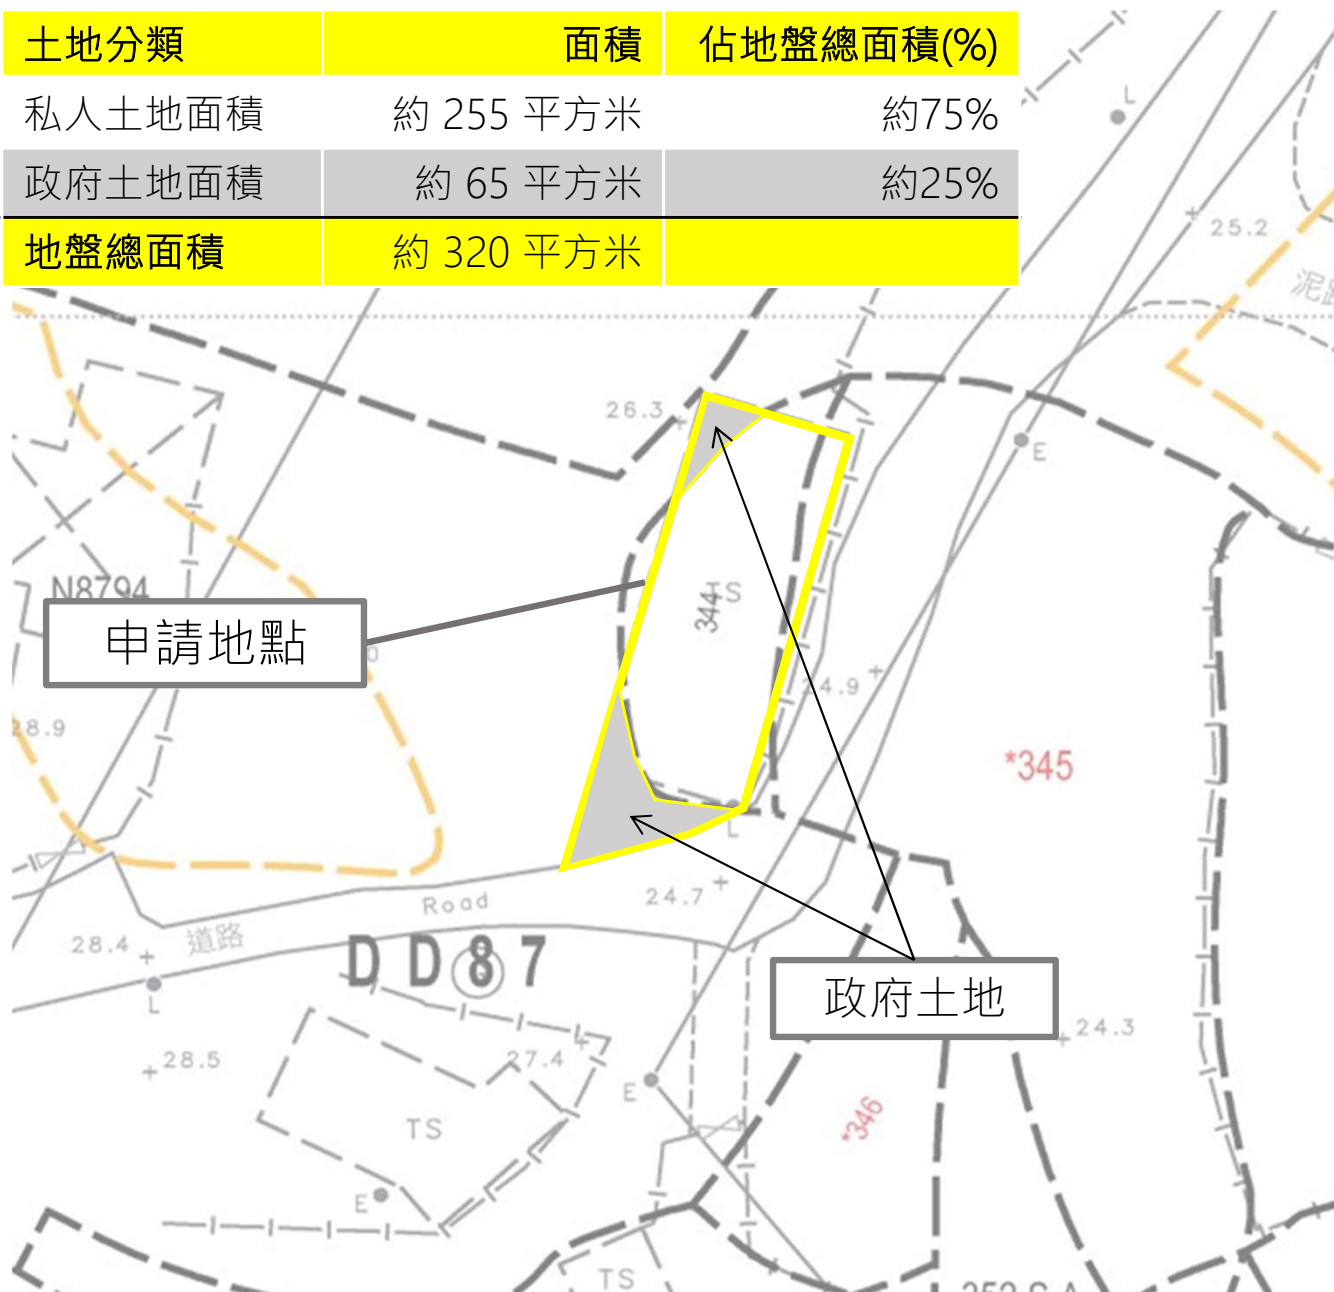 土地分類 面積 佔地盤總面積(%)
私人土地面積 約 255 平方米 約75%
政府土地面積 約 65 平方米 約25%
地盤總面積 約 320 平方米
L
25.2
26.3
E
N8794
申請地點
TS
344
24.9
28.9
*345
L
24.7
Road
道路
28.4
D D 8 7
L
政府土地
24.3
28.5
27.4
E
TS
*346
E
TS